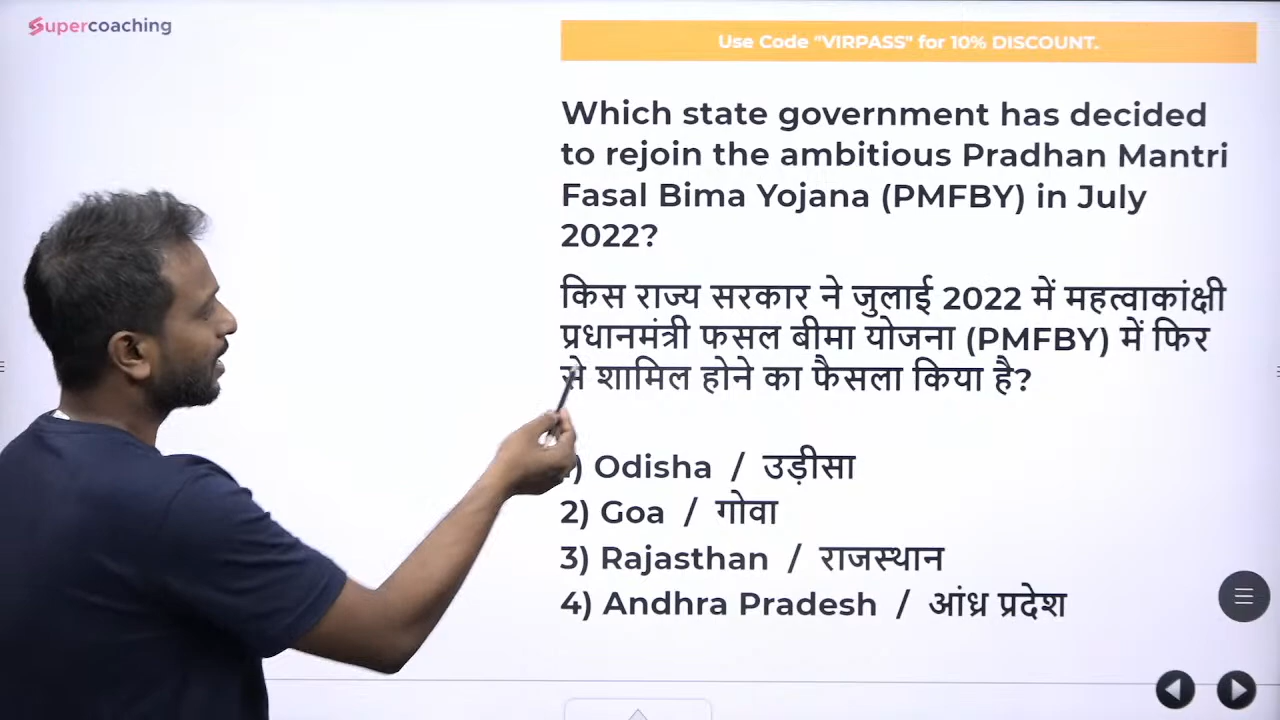 Supercoaching
Use Code "VIRPASS" for 10% DISCOUNT.
Which state government has decided
to rejoin the ambitious Pradhan Mantri
Fasal Bima Yojana (PMFBY) in July
2022?
किस राज्य सरकार ने जुलाई 2022 में महत्वाकांक्षी
प्रधानमंत्री फसल बीमा योजना (PMFBY) में फिर
से शामिल होने का फैसला किया है?
1) Odisha / उड़ीसा
2) Goa / गोवा
3) Rajasthan / राजस्थान
4) Andhra Pradesh / आंध्र प्रदेश